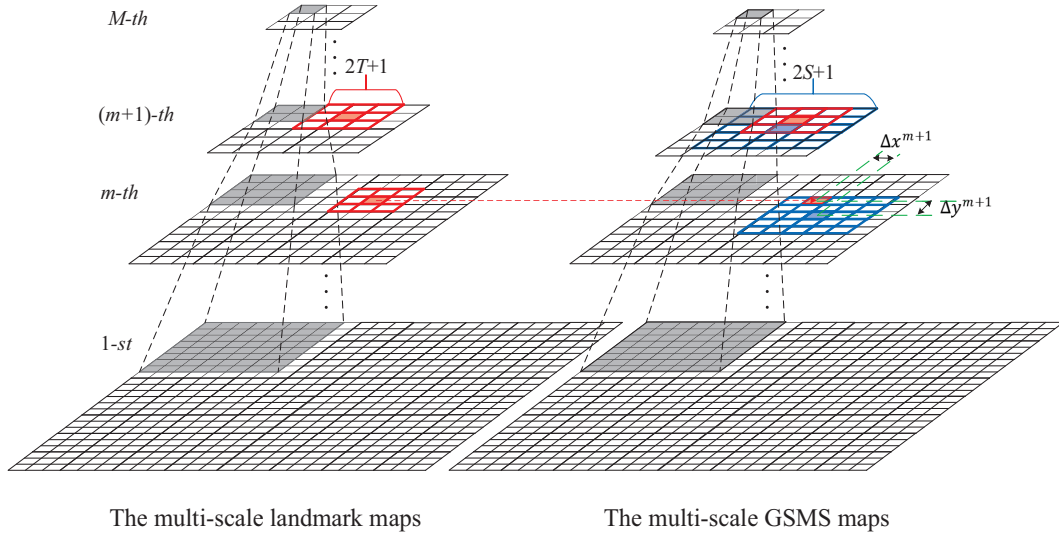 M-th
2T+1
2S+1
(m+1)-th
Δx^{m+1}
m-th
Δy^{m+1}
1-st
The multi-scale landmark maps
The multi-scale GSMS maps